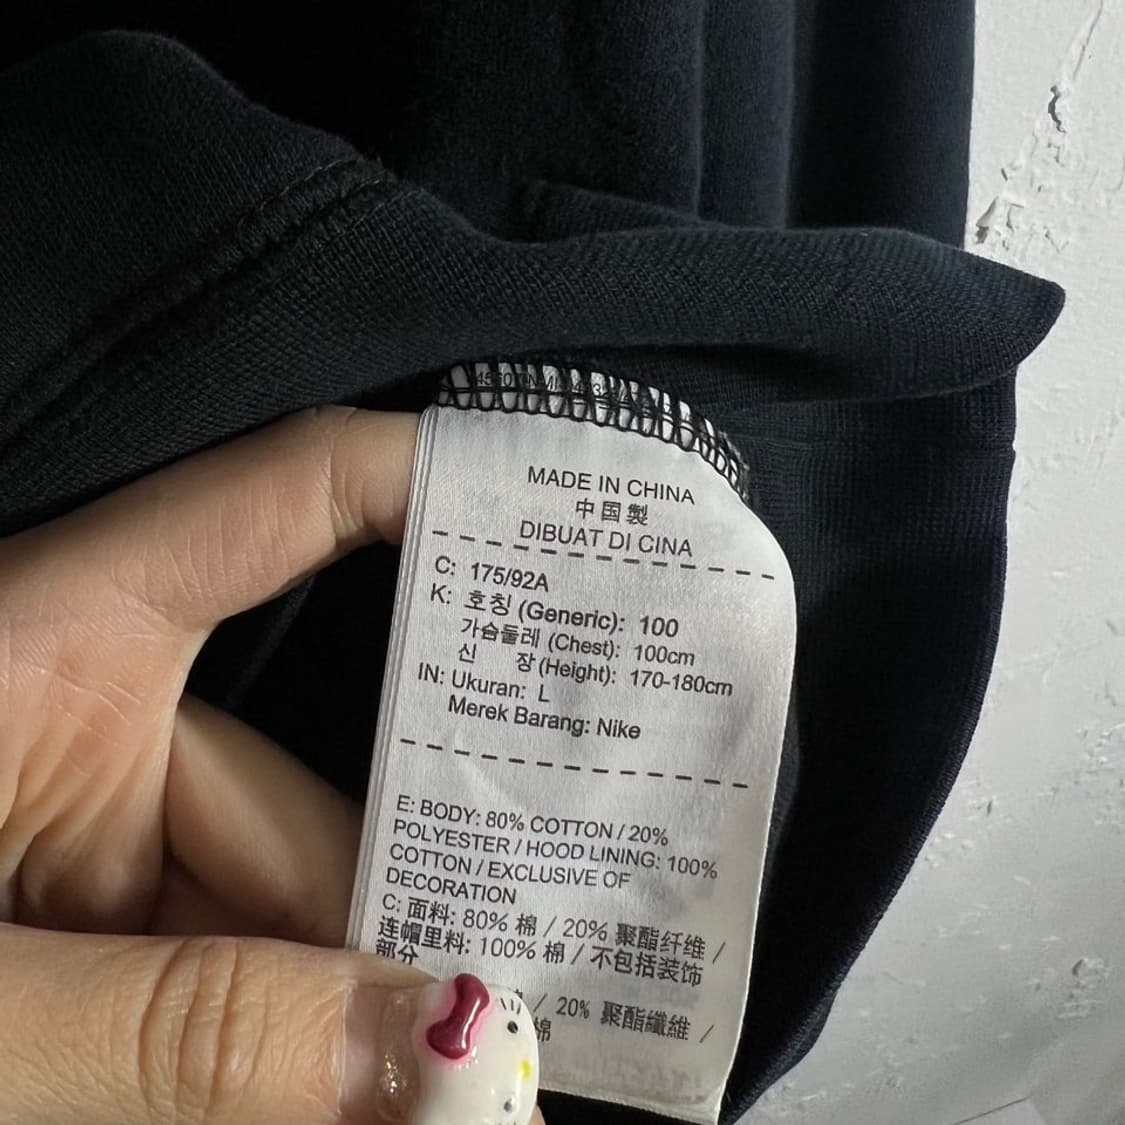 MADE IN CHINA
中国製
DIBUAT DI CINA
C: 175/92A
K: 호칭 (Generic): 100
가슴둘레 (Chest): 100cm
신 장 (Height): 170-180cm
IN: Ukuran: L
Merek Barang: Nike
E: BODY: 80% COTTON / 20%
POLYESTER / HOOD LINING: 100%
COTTON / EXCLUSIVE OF
DECORATION
C: 面料: 80% 棉 / 20% 聚酯纤维 /
连帽里料: 100% 棉 / 不包括装饰
部分
/ 20% 聚酯纖維 /
棉